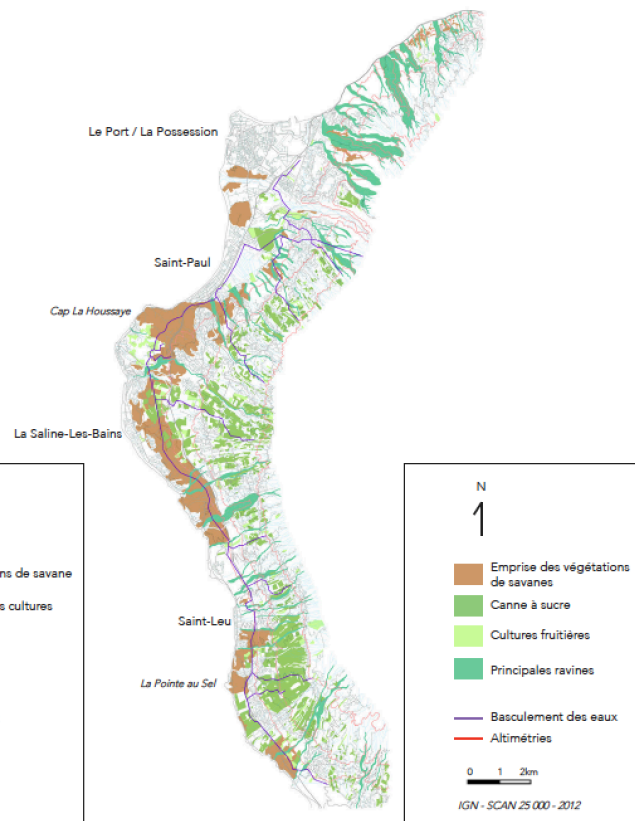 Le Port / La Possession
Saint-Paul
Cap La Houssaye
La Saline-Les-Bains
Saint-Leu
La Pointe au Sel
ns de savane
s cultures
N
Emprise des végétations
de savanes
Canne à sucre
Cultures fruitières
Principales ravines
Basculement des eaux
Altimétries
0 1 2km
IGN - SCAN 25 000 - 2012